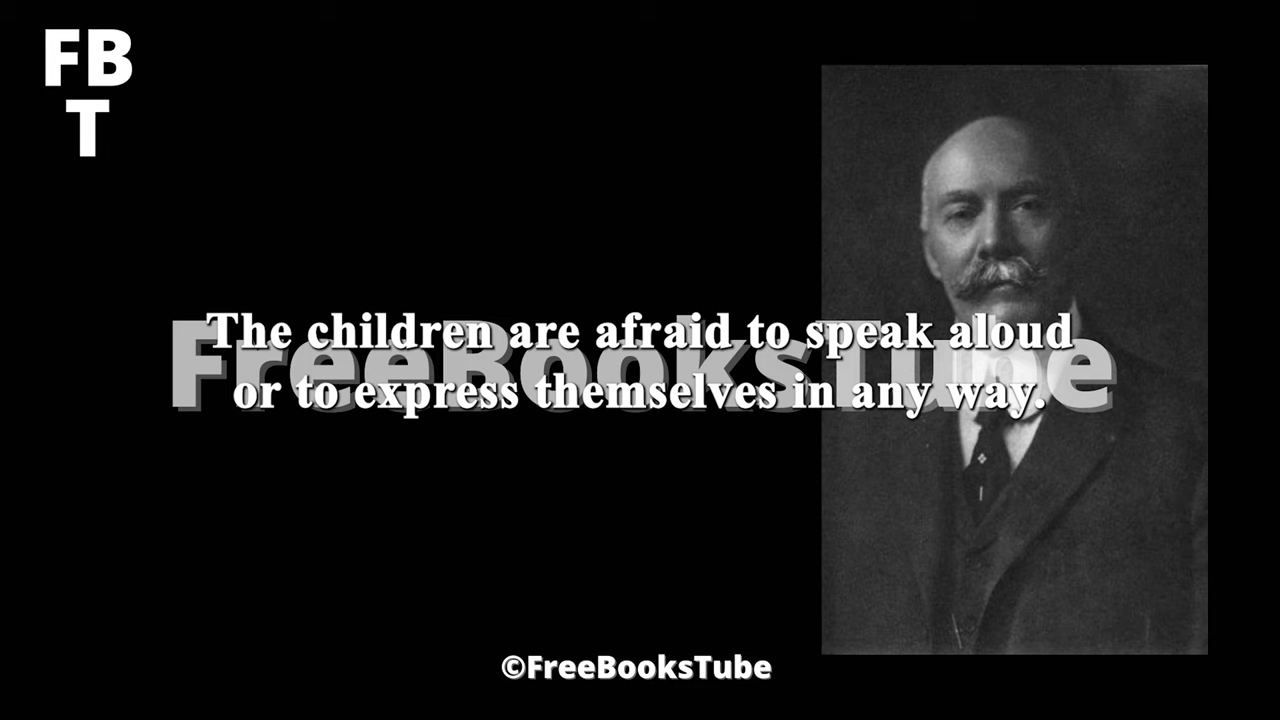 FB
T
The children are afraid to speak aloud
or to express themselves in any way.
FreeBooksTube
©FreeBooksTube